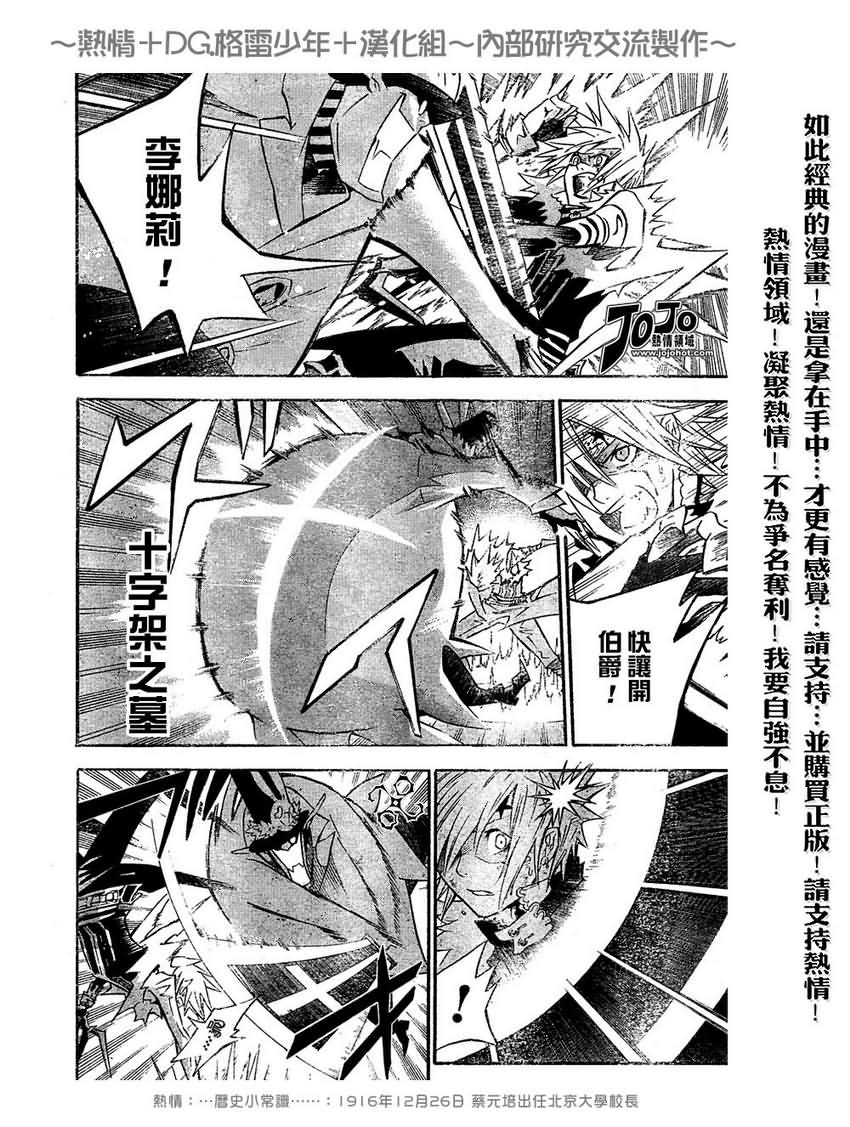 ～熱情＋D.G.格雷少年＋漢化組～內部研究交流製作～
如此經典的漫畫！還是拿在手中…才更有感覺…請支持…並購買正版！請支持熱情！
熱情領域！凝聚熱情！不為爭名奪利！我要自強不息！
李娜莉！
JOJO
熱情領域
www.jojohot.com
快讓開
伯爵！
十字架之墓
！
熱情：…曆史小常識……：1916年12月26日 蔡元培出任北京大學校長